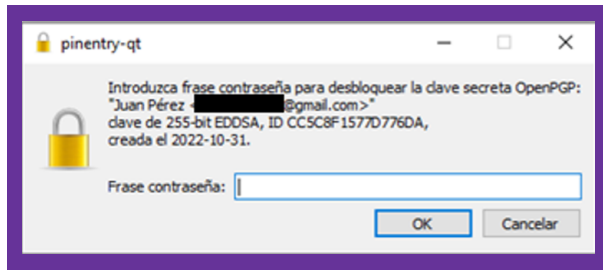 pinentry-qt
Introduzca frase contraseña para desbloquear la clave secreta OpenPGP:
"Juan Pérez < @gmail.com>"
clave de 255-bit EDDSA, ID CC5C8F1577D776DA,
creada el 2022-10-31.
Frase contraseña:
OK Cancelar